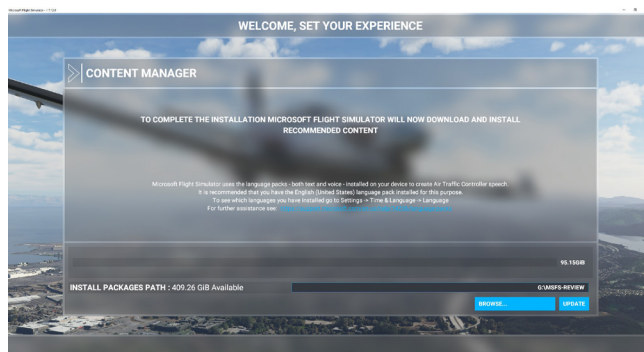 WELCOME, SET YOUR EXPERIENCE
CONTENT MANAGER
TO COMPLETE THE INSTALLATION MICROSOFT FLIGHT SIMULATOR WILL NOW DOWNLOAD AND INSTALL
RECOMMENDED CONTENT
Microsoft Flight Simulator uses the language packs - both text and voice - installed on your device to create Air Traffic Controller speech.
It is recommended that you have the English (United States) language pack installed for this purpose.
To see which languages you have installed go to Settings -> Time & Language -> Language
For further assistance see:
95.15GiB
INSTALL PACKAGES PATH : 409.26 GiB Available
G:\MSFS-REVIEW
BROWSE...
UPDATE